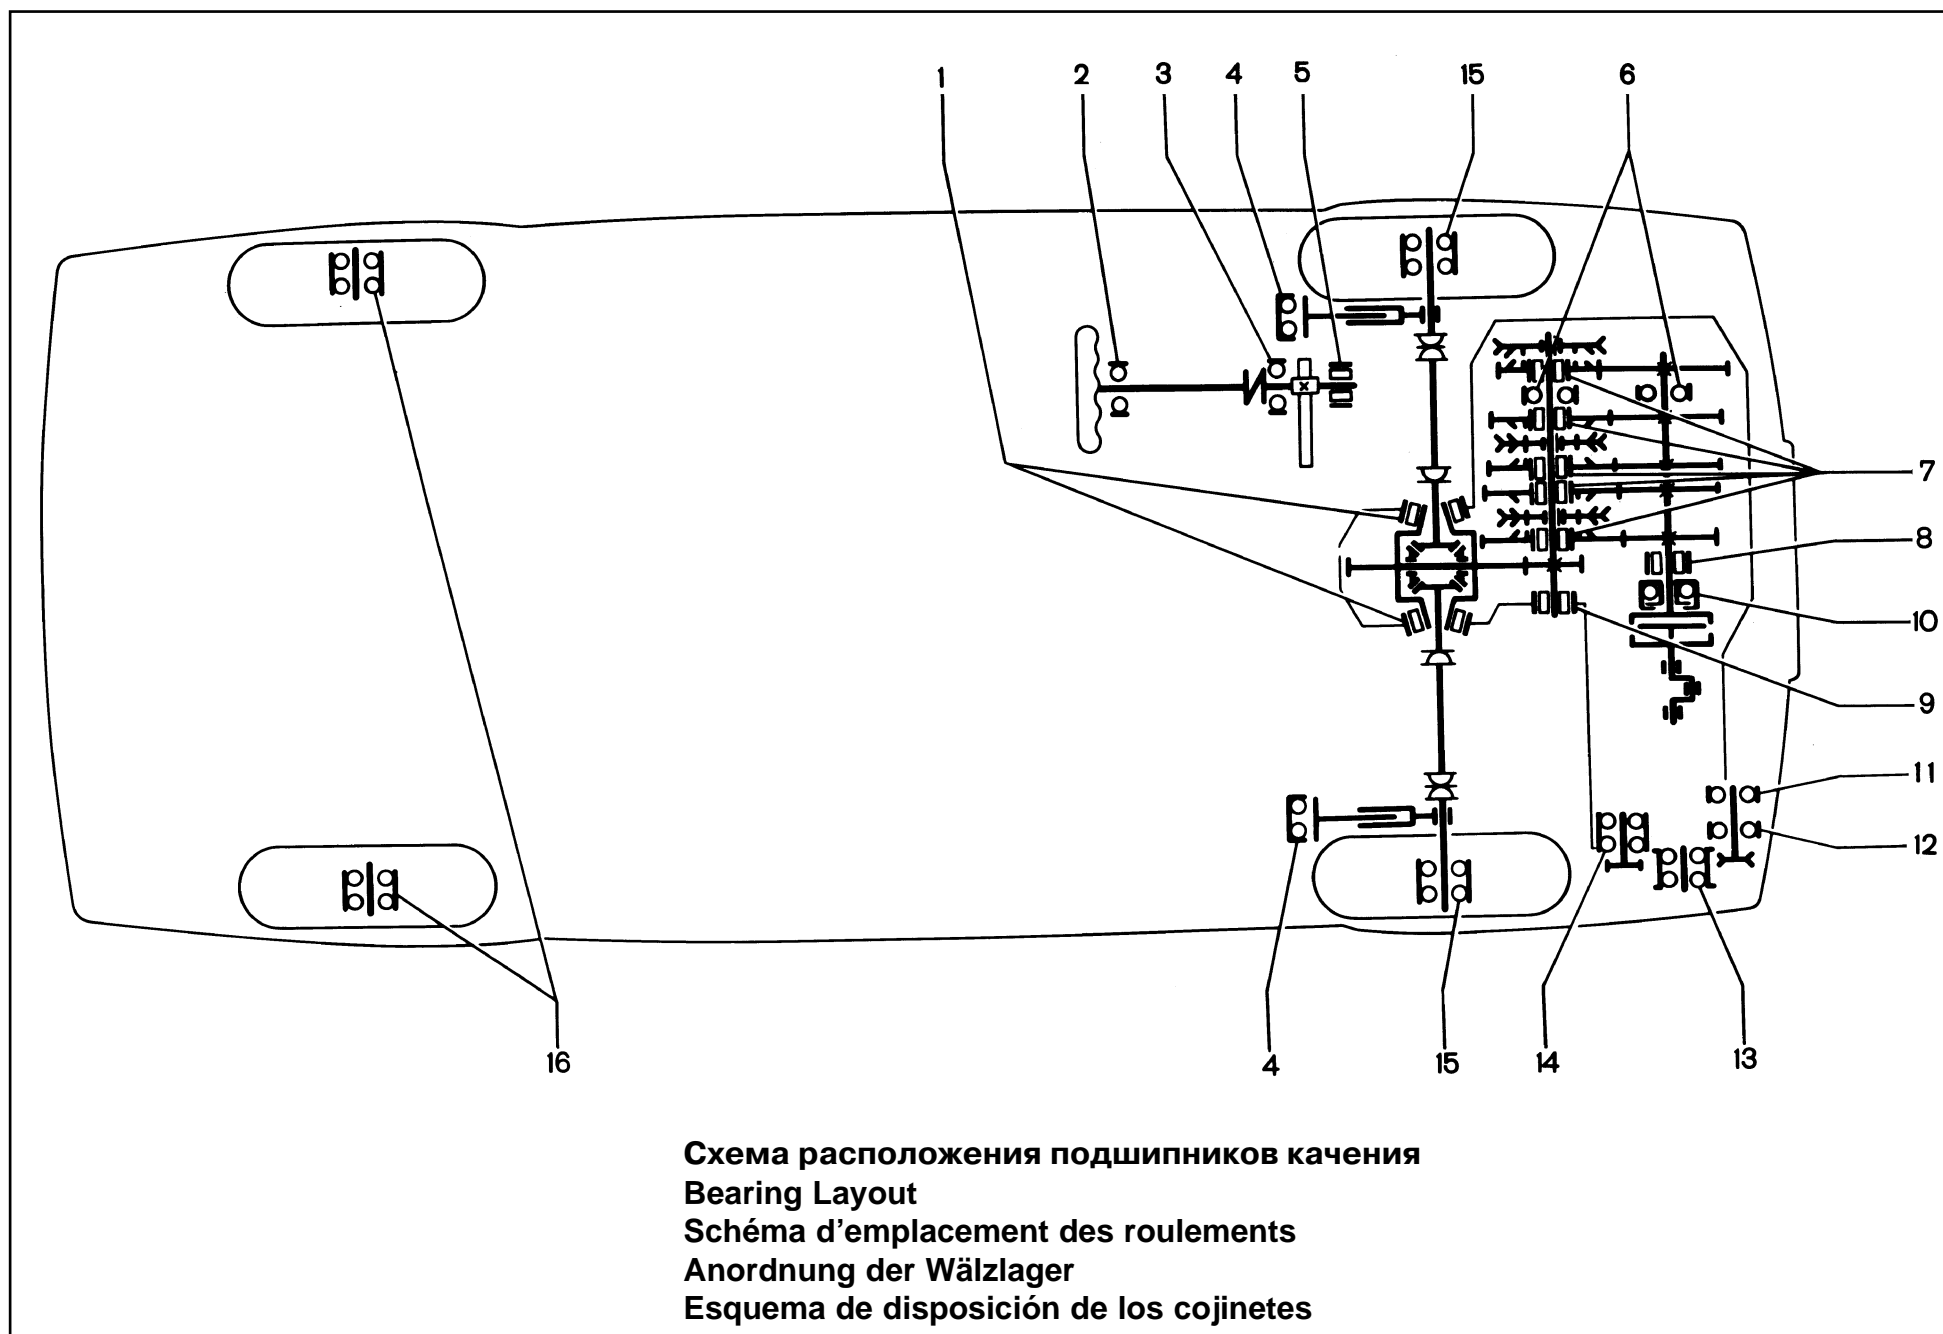 1 2 3 4 5 15 6
7
8
10
9
11
12
16 4 15 14 13
Схема расположения подшипников качения
Bearing Layout
Schéma d’emplacement des roulements
Anordnung der Wälzlager
Esquema de disposición de los cojinetes